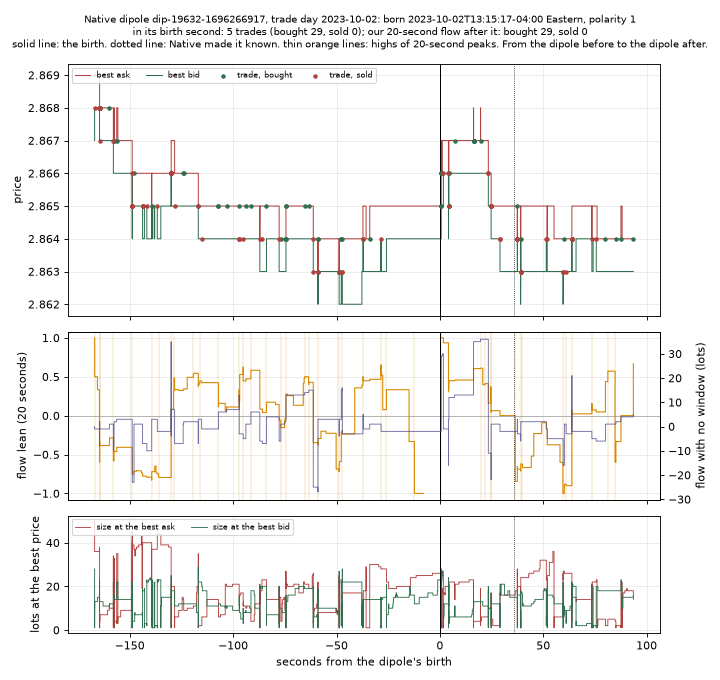 Native dipole dip-19632-1696266917, trade day 2023-10-02: born 2023-10-02T13:15:17-04:00 Eastern, polarity 1
in its birth second: 5 trades (bought 29, sold 0); our 20-second flow after it: bought 29, sold 0
solid line: the birth. dotted line: Native made it known. thin orange lines: highs of 20-second peaks. From the dipole before to the dipole after.
best ask best bid trade, bought trade, sold
2.869
2.868
2.867
2.866
2.865
2.864
2.863
2.862
price
1.0
0.5
0.0
−0.5
−1.0
flow lean (20 seconds)
30
20
10
0
−10
−20
−30
flow with no window (lots)
size at the best ask size at the best bid
40
20
0
lots at the best price
−150 −100 −50 0 50 100
seconds from the dipole's birth